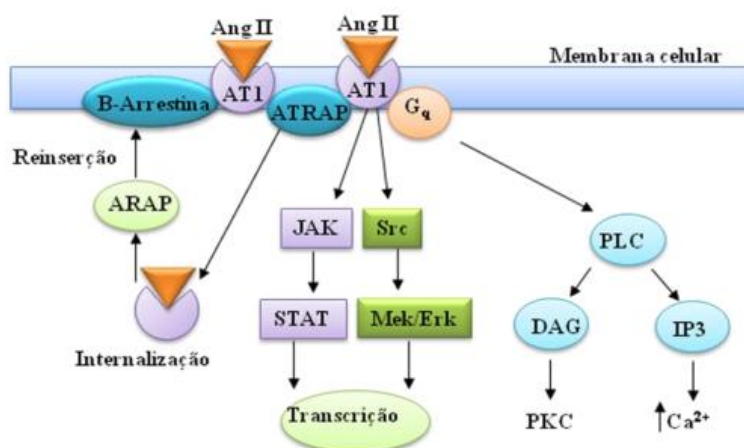 Ang II
Ang II
Membrana celular
B-Arrestina
AT1
ATRAP
AT1
Gq
Reinserção
ARAP
JAK
Src
PLC
STAT
Mek/Erk
DAG
IP3
Internalização
Transcrição
PKC
↑Ca²⁺